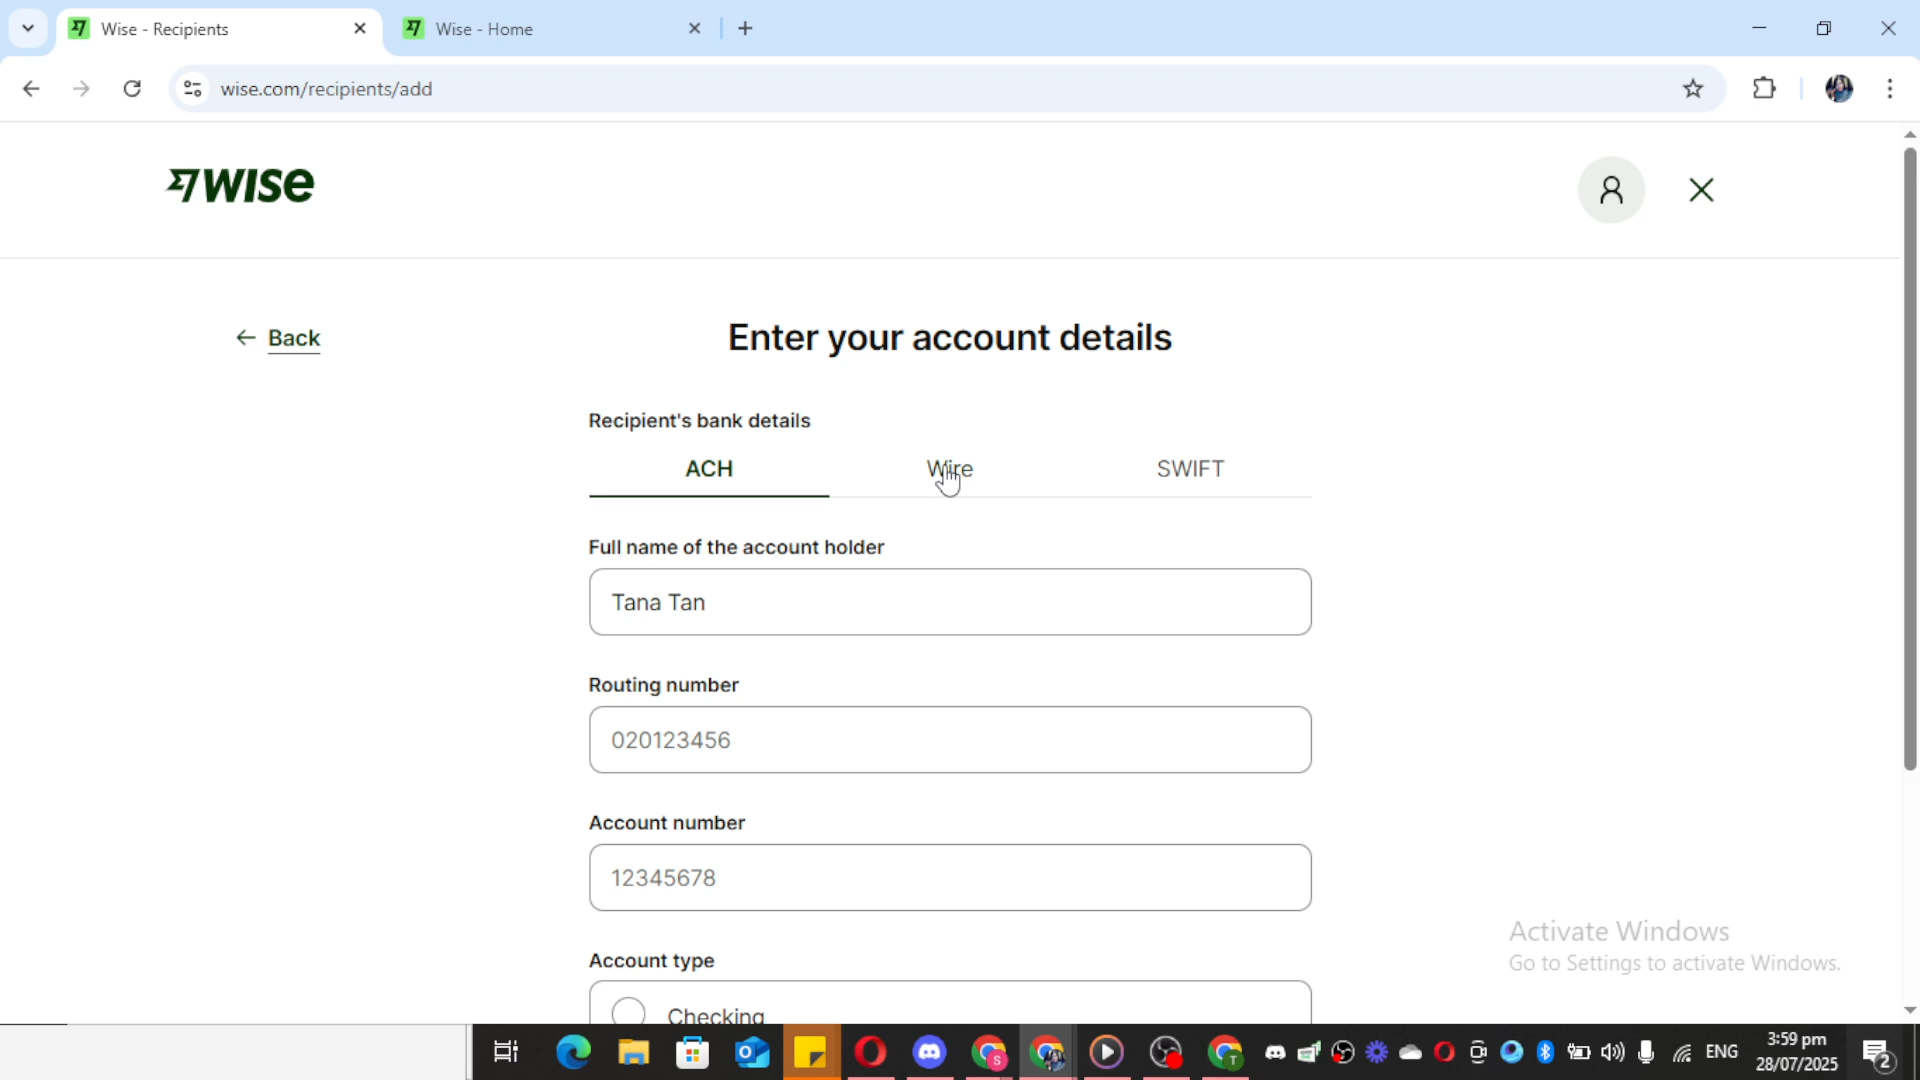 Wise - Recipients
Wise - Home
wise.com/recipients/add
WISE
Back
Enter your account details
Recipient's bank details
ACH
Wire
SWIFT
Full name of the account holder
Tana Tan
Routing number
020123456
Account number
12345678
Account type
Checking
Activate Windows
Go to Settings to activate Windows.
S
T
ENG
3:59 pm
28/07/2025
2